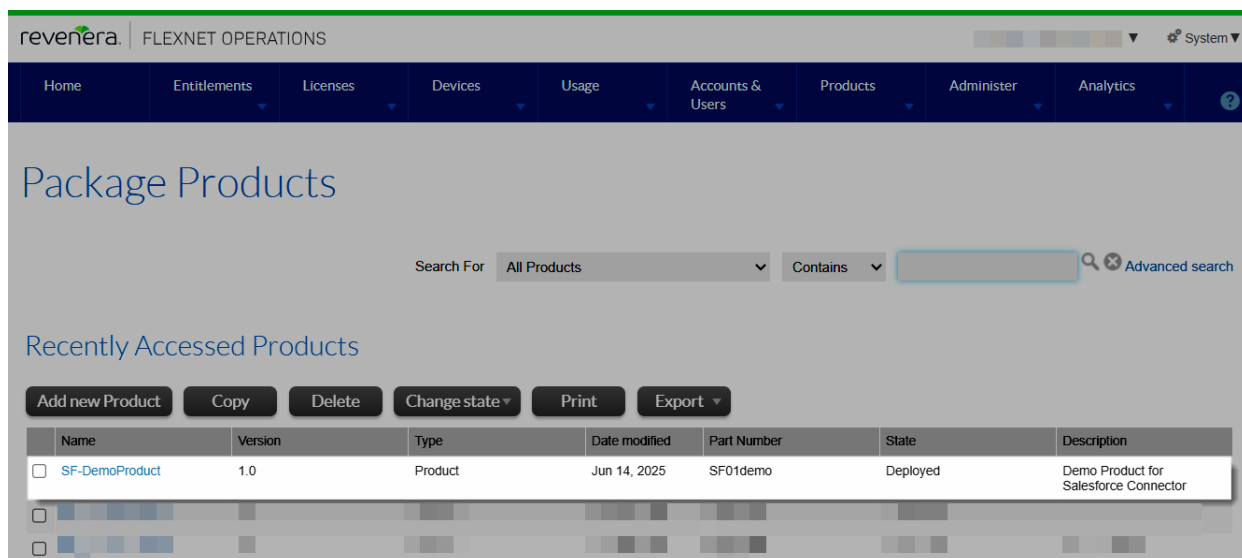 revenera. FLEXNET OPERATIONS
System
Home Entitlements Licenses Devices Usage Accounts & Users Products Administer Analytics
?
Package Products
Search For All Products Contains Advanced search
Recently Accessed Products
Add new Product Copy Delete Change state Print Export
Name Version Type Date modified Part Number State Description
SF-DemoProduct 1.0 Product Jun 14, 2025 SF01demo Deployed Demo Product for
Salesforce Connector